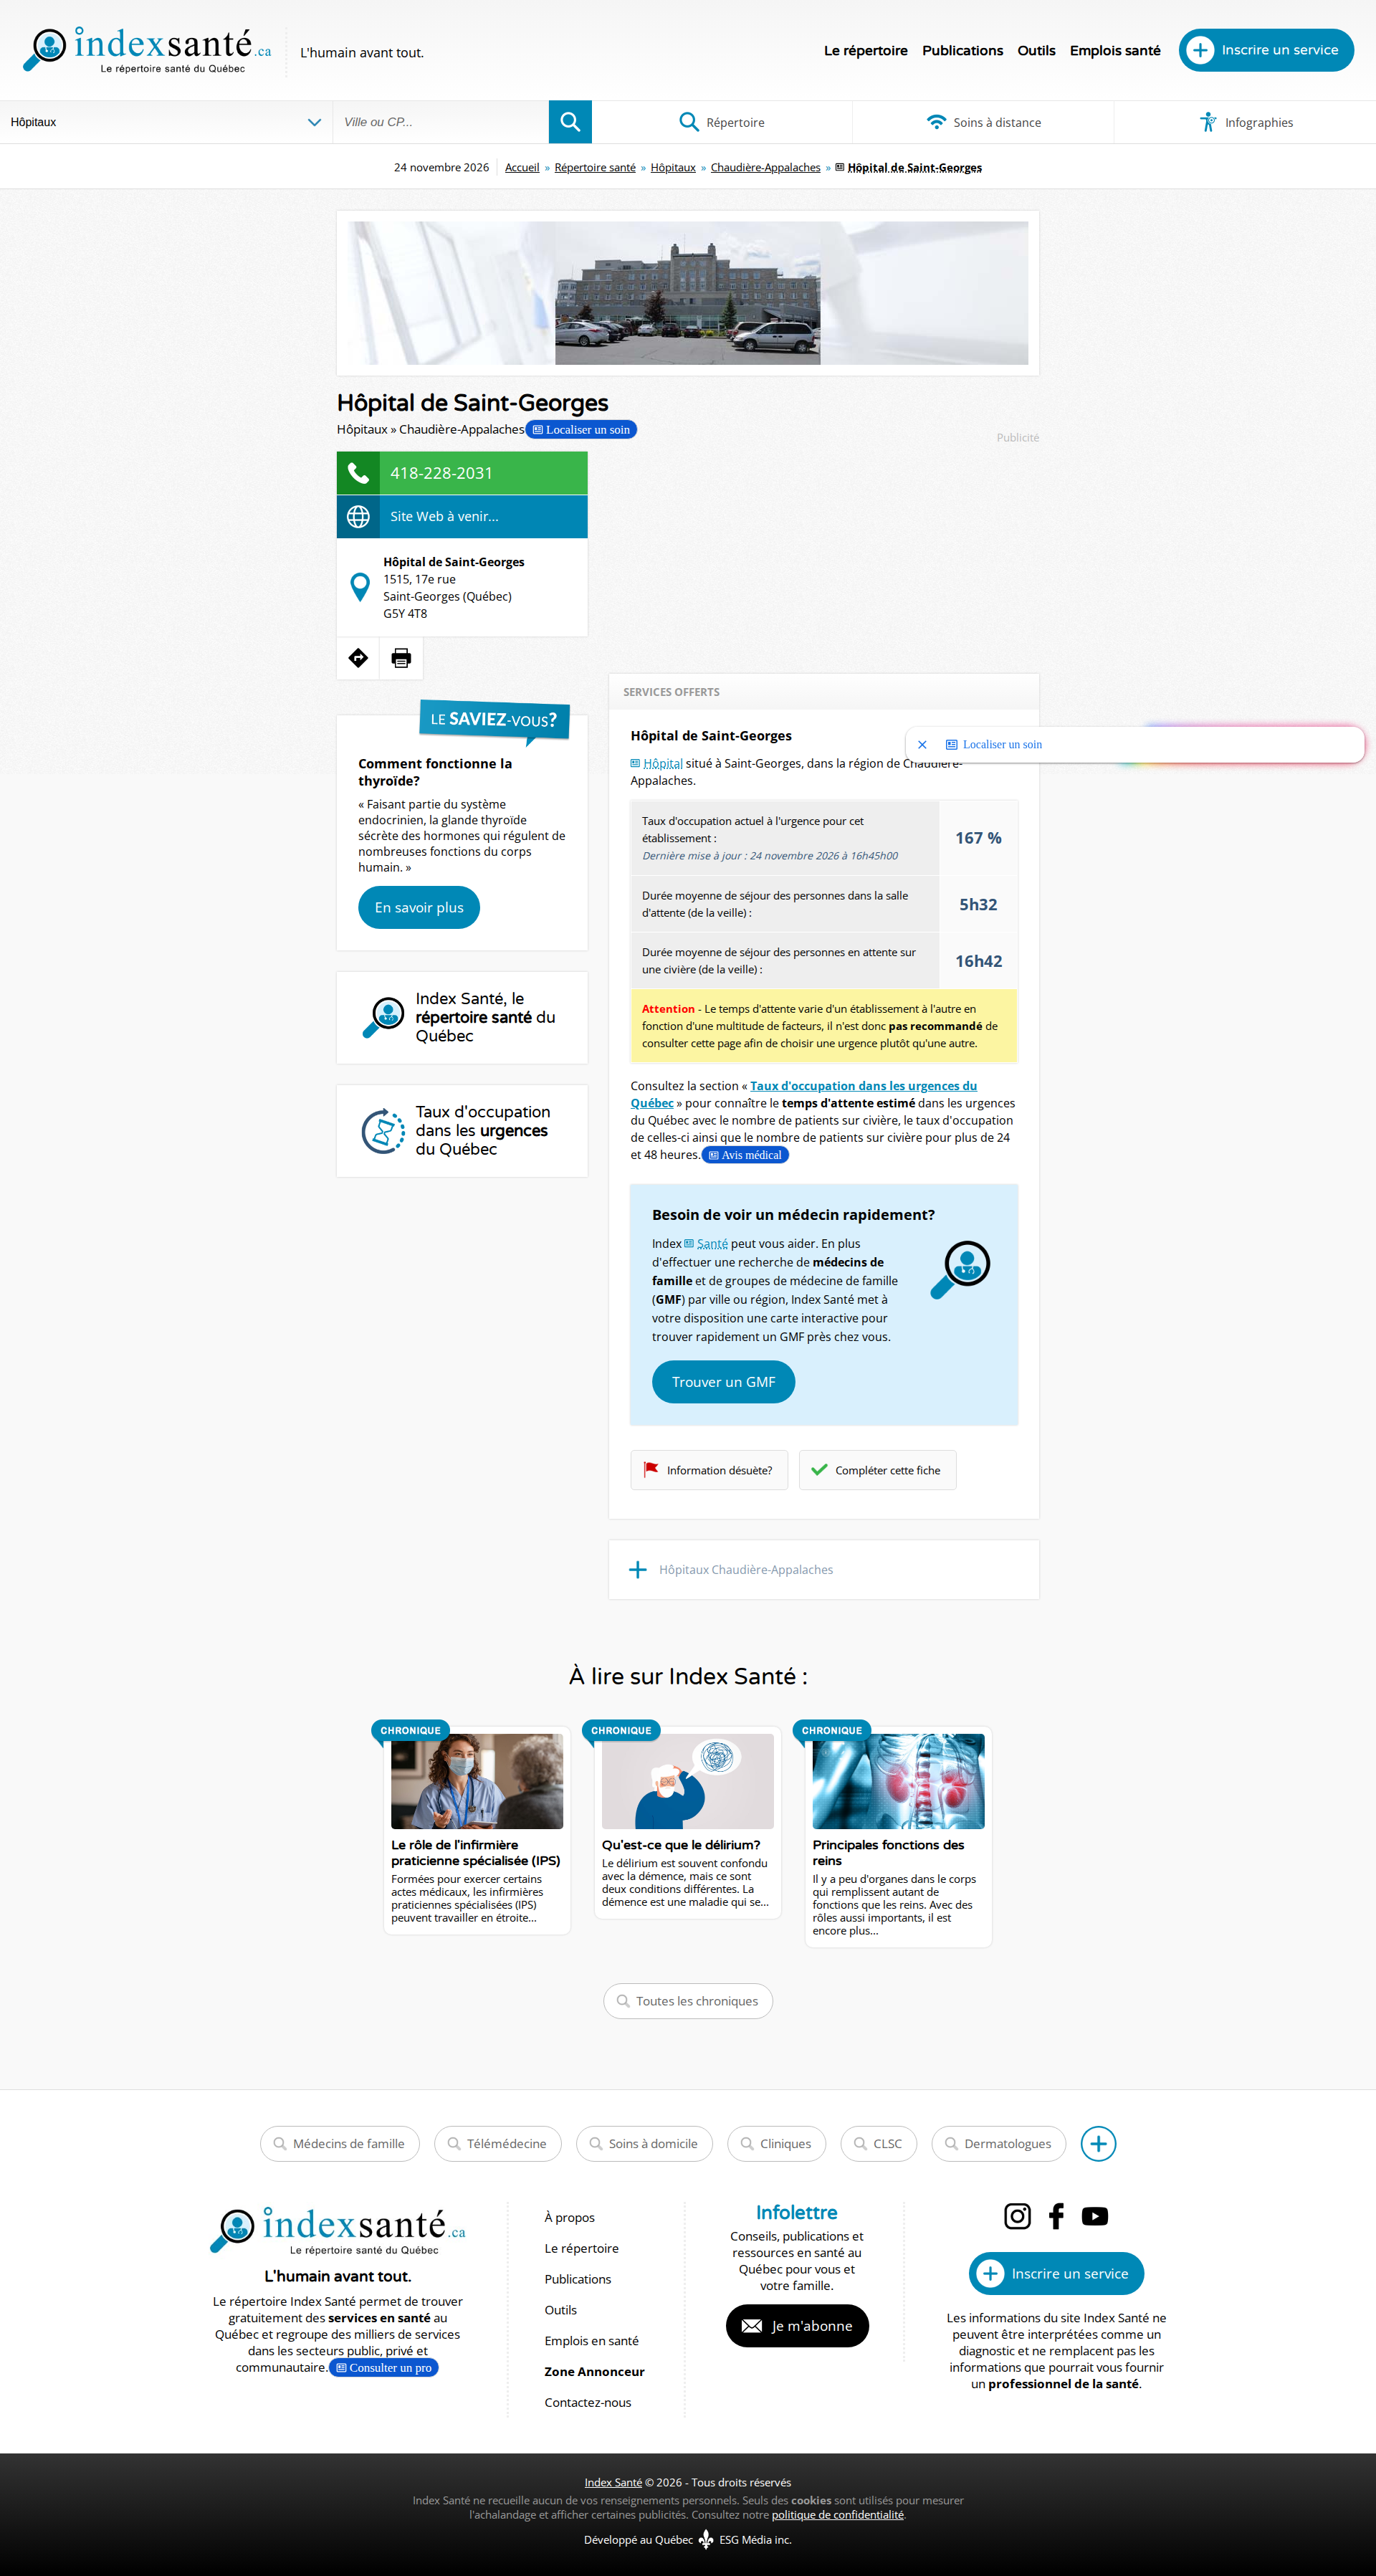 indexsanté.ca
Le répertoire santé du Québec
L'humain avant tout.
Le répertoire
Publications
Outils
Emplois santé
Inscrire un service
Hôpitaux
Ville ou CP...
Répertoire
Soins à distance
Infographies
24 novembre 2026
Accueil » Répertoire santé » Hôpitaux » Chaudière-Appalaches » Hôpital de Saint-Georges
Hôpital de Saint-Georges
Hôpitaux » Chaudière-Appalaches Localiser un soin
Publicité
418-228-2031
Site Web à venir...
Hôpital de Saint-Georges
1515, 17e rue
Saint-Georges (Québec)
G5Y 4T8
LE SAVIEZ-VOUS?
Comment fonctionne la
thyroïde?
« Faisant partie du système
endocrinien, la glande thyroïde
sécrète des hormones qui régulent de
nombreuses fonctions du corps
humain. »
En savoir plus
Index Santé, le
répertoire santé du
Québec
Taux d'occupation
dans les urgences
du Québec
SERVICES OFFERTS
Hôpital de Saint-Georges
Localiser un soin
Hôpital situé à Saint-Georges, dans la région de Chaudière-
Appalaches.
Taux d'occupation actuel à l'urgence pour cet
établissement :
Dernière mise à jour : 24 novembre 2026 à 16h45h00
167 %
Durée moyenne de séjour des personnes dans la salle
d'attente (de la veille) :
5h32
Durée moyenne de séjour des personnes en attente sur
une civière (de la veille) :
16h42
Attention - Le temps d'attente varie d'un établissement à l'autre en
fonction d'une multitude de facteurs, il n'est donc pas recommandé de
consulter cette page afin de choisir une urgence plutôt qu'une autre.
Consultez la section « Taux d'occupation dans les urgences du
Québec » pour connaître le temps d'attente estimé dans les urgences
du Québec avec le nombre de patients sur civière, le taux d'occupation
de celles-ci ainsi que le nombre de patients sur civière pour plus de 24
et 48 heures. Avis médical
Besoin de voir un médecin rapidement?
Index Santé peut vous aider. En plus
d'effectuer une recherche de médecins de
famille et de groupes de médecine de famille
(GMF) par ville ou région, Index Santé met à
votre disposition une carte interactive pour
trouver rapidement un GMF près chez vous.
Trouver un GMF
Information désuète?
Compléter cette fiche
Hôpitaux Chaudière-Appalaches
À lire sur Index Santé :
CHRONIQUE
Le rôle de l'infirmière
praticienne spécialisée (IPS)
Formées pour exercer certains
actes médicaux, les infirmières
praticiennes spécialisées (IPS)
peuvent travailler en étroite...
CHRONIQUE
Qu'est-ce que le délirium?
Le délirium est souvent confondu
avec la démence, mais ce sont
deux conditions différentes. La
démence est une maladie qui se...
CHRONIQUE
Principales fonctions des
reins
Il y a peu d'organes dans le corps
qui remplissent autant de
fonctions que les reins. Avec des
rôles aussi importants, il est
encore plus...
Toutes les chroniques
Médecins de famille
Télémédecine
Soins à domicile
Cliniques
CLSC
Dermatologues
indexsanté.ca
Le répertoire santé du Québec
L'humain avant tout.
Le répertoire Index Santé permet de trouver
gratuitement des services en santé au
Québec et regroupe des milliers de services
dans les secteurs public, privé et
communautaire. Consulter un pro
À propos
Le répertoire
Publications
Outils
Emplois en santé
Zone Annonceur
Contactez-nous
Infolettre
Conseils, publications et
ressources en santé au
Québec pour vous et
votre famille.
Je m'abonne
Inscrire un service
Les informations du site Index Santé ne
peuvent être interprétées comme un
diagnostic et ne remplacent pas les
informations que pourrait vous fournir
un professionnel de la santé.
Index Santé © 2026 - Tous droits réservés
Index Santé ne recueille aucun de vos renseignements personnels. Seuls des cookies sont utilisés pour mesurer
l'achalandage et afficher certaines publicités. Consultez notre politique de confidentialité.
Développé au Québec ESG Média inc.